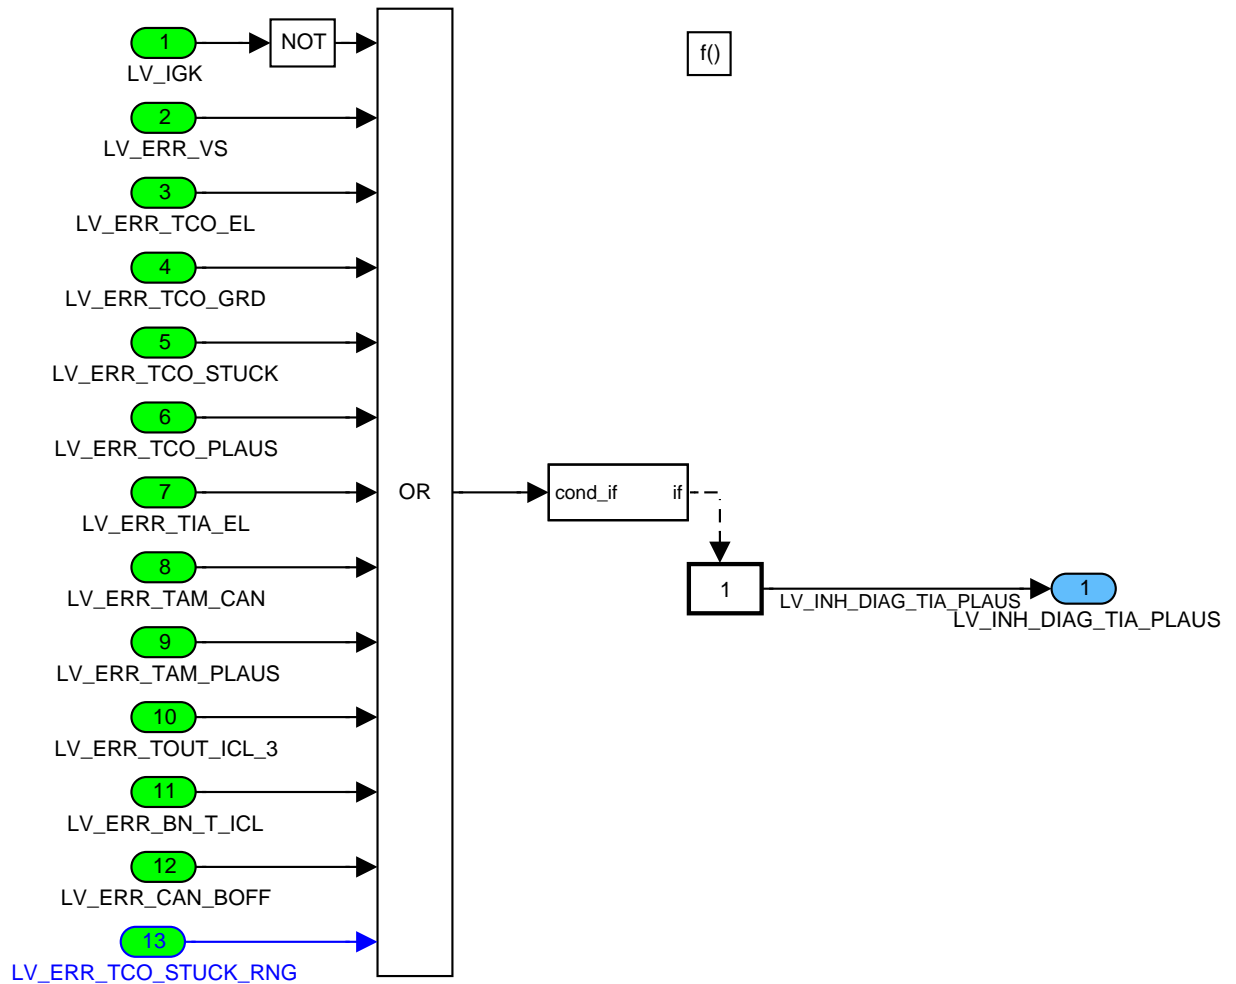 1
NOT
LV_IGK
f()
2
LV_ERR_VS
3
LV_ERR_TCO_EL
4
LV_ERR_TCO_GRD
5
LV_ERR_TCO_STUCK
6
LV_ERR_TCO_PLAUS
7
LV_ERR_TIA_EL
OR
cond_if
if
8
LV_ERR_TAM_CAN
1
LV_INH_DIAG_TIA_PLAUS
1
LV_INH_DIAG_TIA_PLAUS
9
LV_ERR_TAM_PLAUS
10
LV_ERR_TOUT_ICL_3
11
LV_ERR_BN_T_ICL
12
LV_ERR_CAN_BOFF
13
LV_ERR_TCO_STUCK_RNG